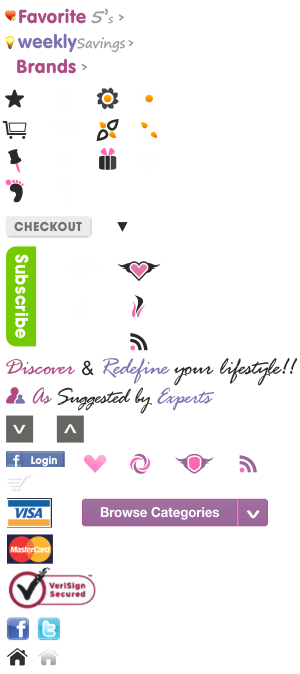 Favorite 5's >
weekly Savings >
Brands >
CHECKOUT
Subscribe
Discover & Redefine your lifestyle!!
As Suggested by Experts
f Login
VISA
Browse Categories
MasterCard
VeriSign
Secured
f t